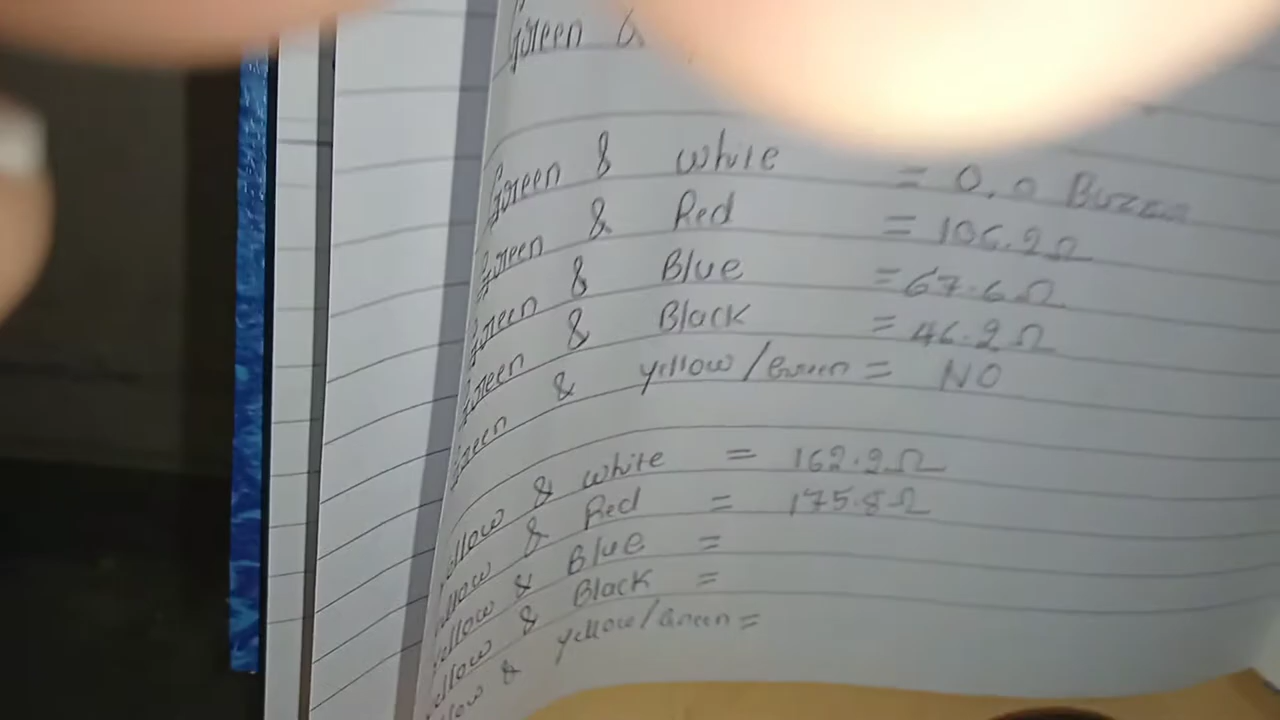 Green &
Green & White = 0.0 Buzzer
Green & Red = 106.2Ω
Green & Blue = 67.6Ω
Green & Black = 46.2Ω
Green & yellow/Green = NO
yellow & White = 162.2Ω
yellow & Red = 175.8Ω
yellow & Blue =
yellow & Black =
yellow & yellow/Green =